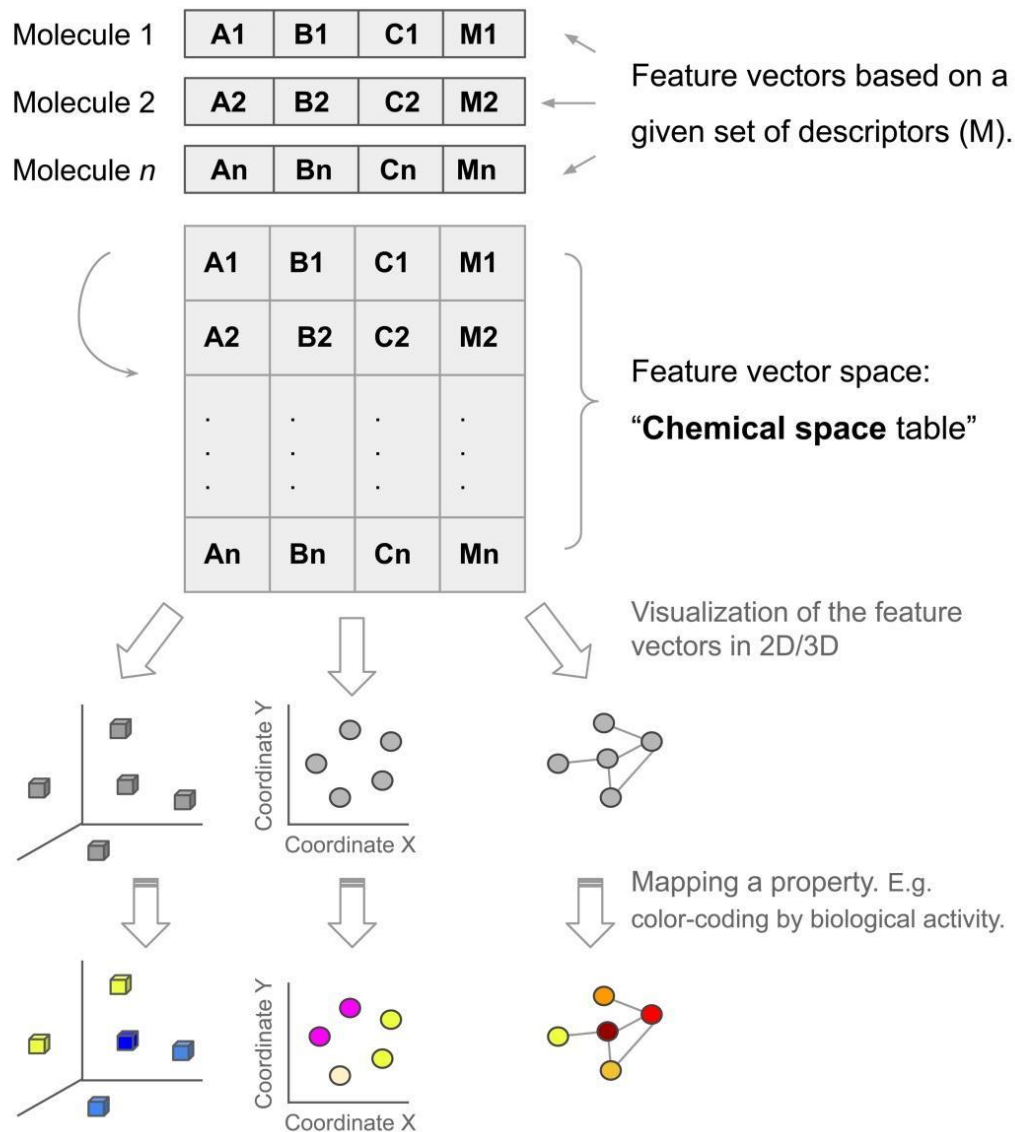 Molecule 1 A1 B1 C1 M1
Molecule 2 A2 B2 C2 M2
Molecule n An Bn Cn Mn
Feature vectors based on a
given set of descriptors (M).
A1 B1 C1 M1
A2 B2 C2 M2
. . . .
. . . .
. . . .
An Bn Cn Mn
Feature vector space:
“Chemical space table”
Visualization of the feature
vectors in 2D/3D
Coordinate Y
Coordinate X
Mapping a property. E.g.
color-coding by biological activity.
Coordinate Y
Coordinate X